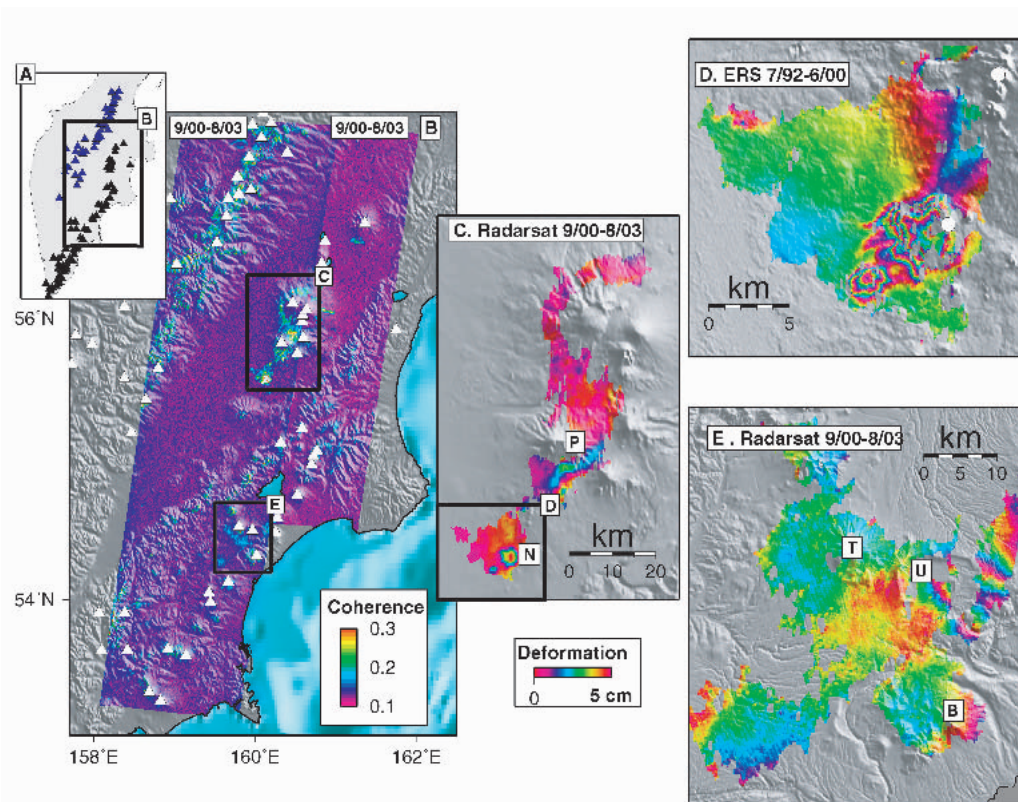 A
B
9/00-8/03
9/00-8/03
B
C
E
56°N
54°N
158°E
160°E
162°E
Coherence
0.3
0.2
0.1
C. Radarsat 9/00-8/03
P
D
N
km
0 10 20
Deformation
0
5 cm
D. ERS 7/92-6/00
km
0 5
E . Radarsat 9/00-8/03
km
0 5 10
T
U
B